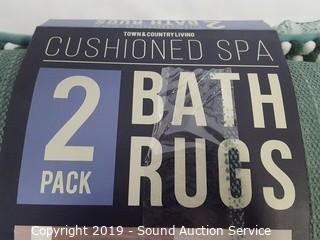 2 BATH RUGS
TOWN & COUNTRY LIVING
CUSHIONED SPA
2
PACK
BATH
RUGS
Copyright 2019 - Sound Auction Service